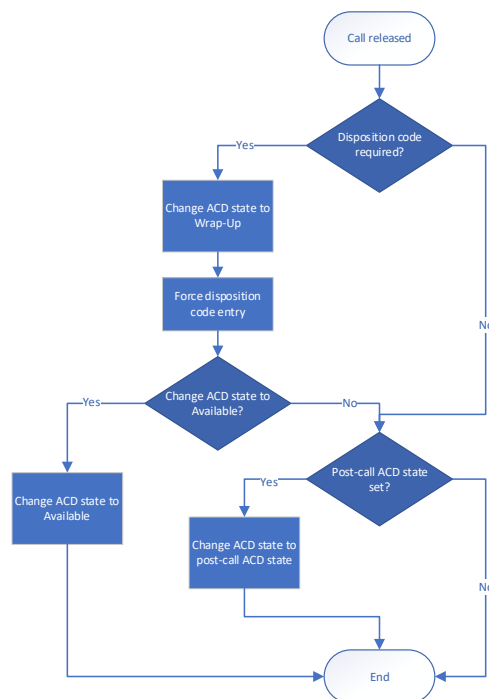 Call released
Disposition code
required?
Yes
Change ACD state to
Wrap-Up
Force disposition
code entry
No
Change ACD state to
Available?
Yes
No
Post-call ACD state
set?
Yes
Change ACD state to
Available
Change ACD state to
post-call ACD state
No
End